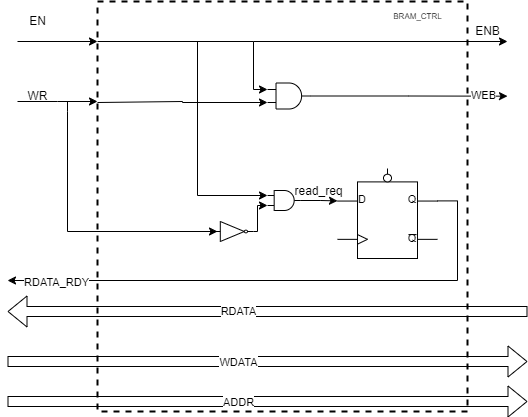 EN
BRAM_CTRL
ENB
WR
WEB
read_req
D
Q
Q
RDATA_RDY
RDATA
WDATA
ADDR